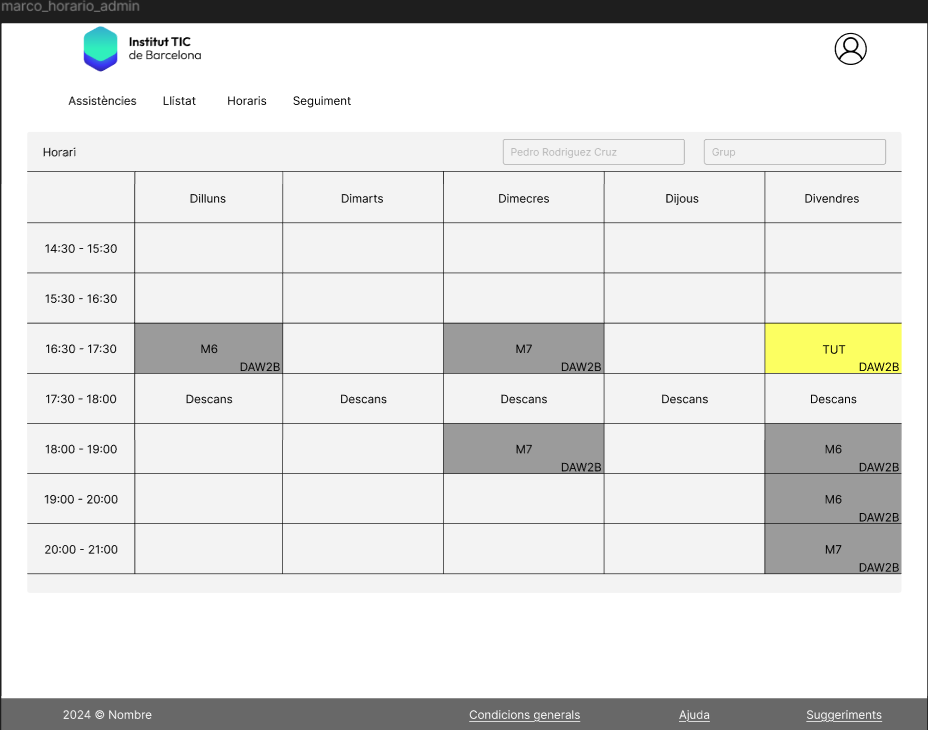 marco_horario_admin
Institut TIC
de Barcelona
Assistències Llistat Horaris Seguiment
Horari Pedro Rodriguez Cruz Grup
Dilluns Dimarts Dimecres Dijous Divendres
14:30 - 15:30
15:30 - 16:30
16:30 - 17:30 M6 M7 TUT
DAW2B DAW2B DAW2B
17:30 - 18:00 Descans Descans Descans Descans Descans
18:00 - 19:00 M7 M6
DAW2B DAW2B
19:00 - 20:00 M6
DAW2B
20:00 - 21:00 M7
DAW2B
2024 © Nombre Condicions generals Ajuda Suggeriments